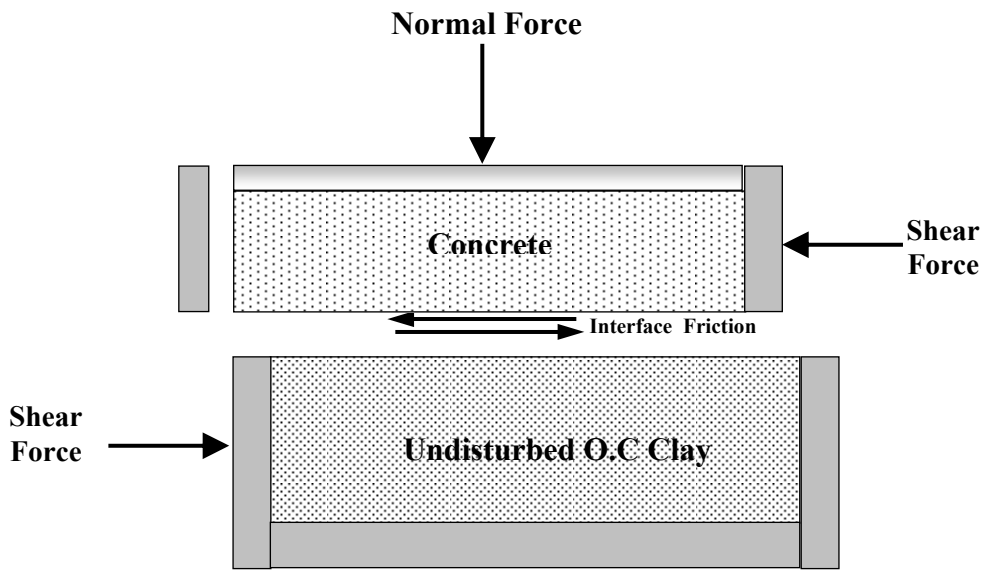 Normal Force
Concrete
Shear
Force
Interface Friction
Shear
Force
Undisturbed O.C Clay